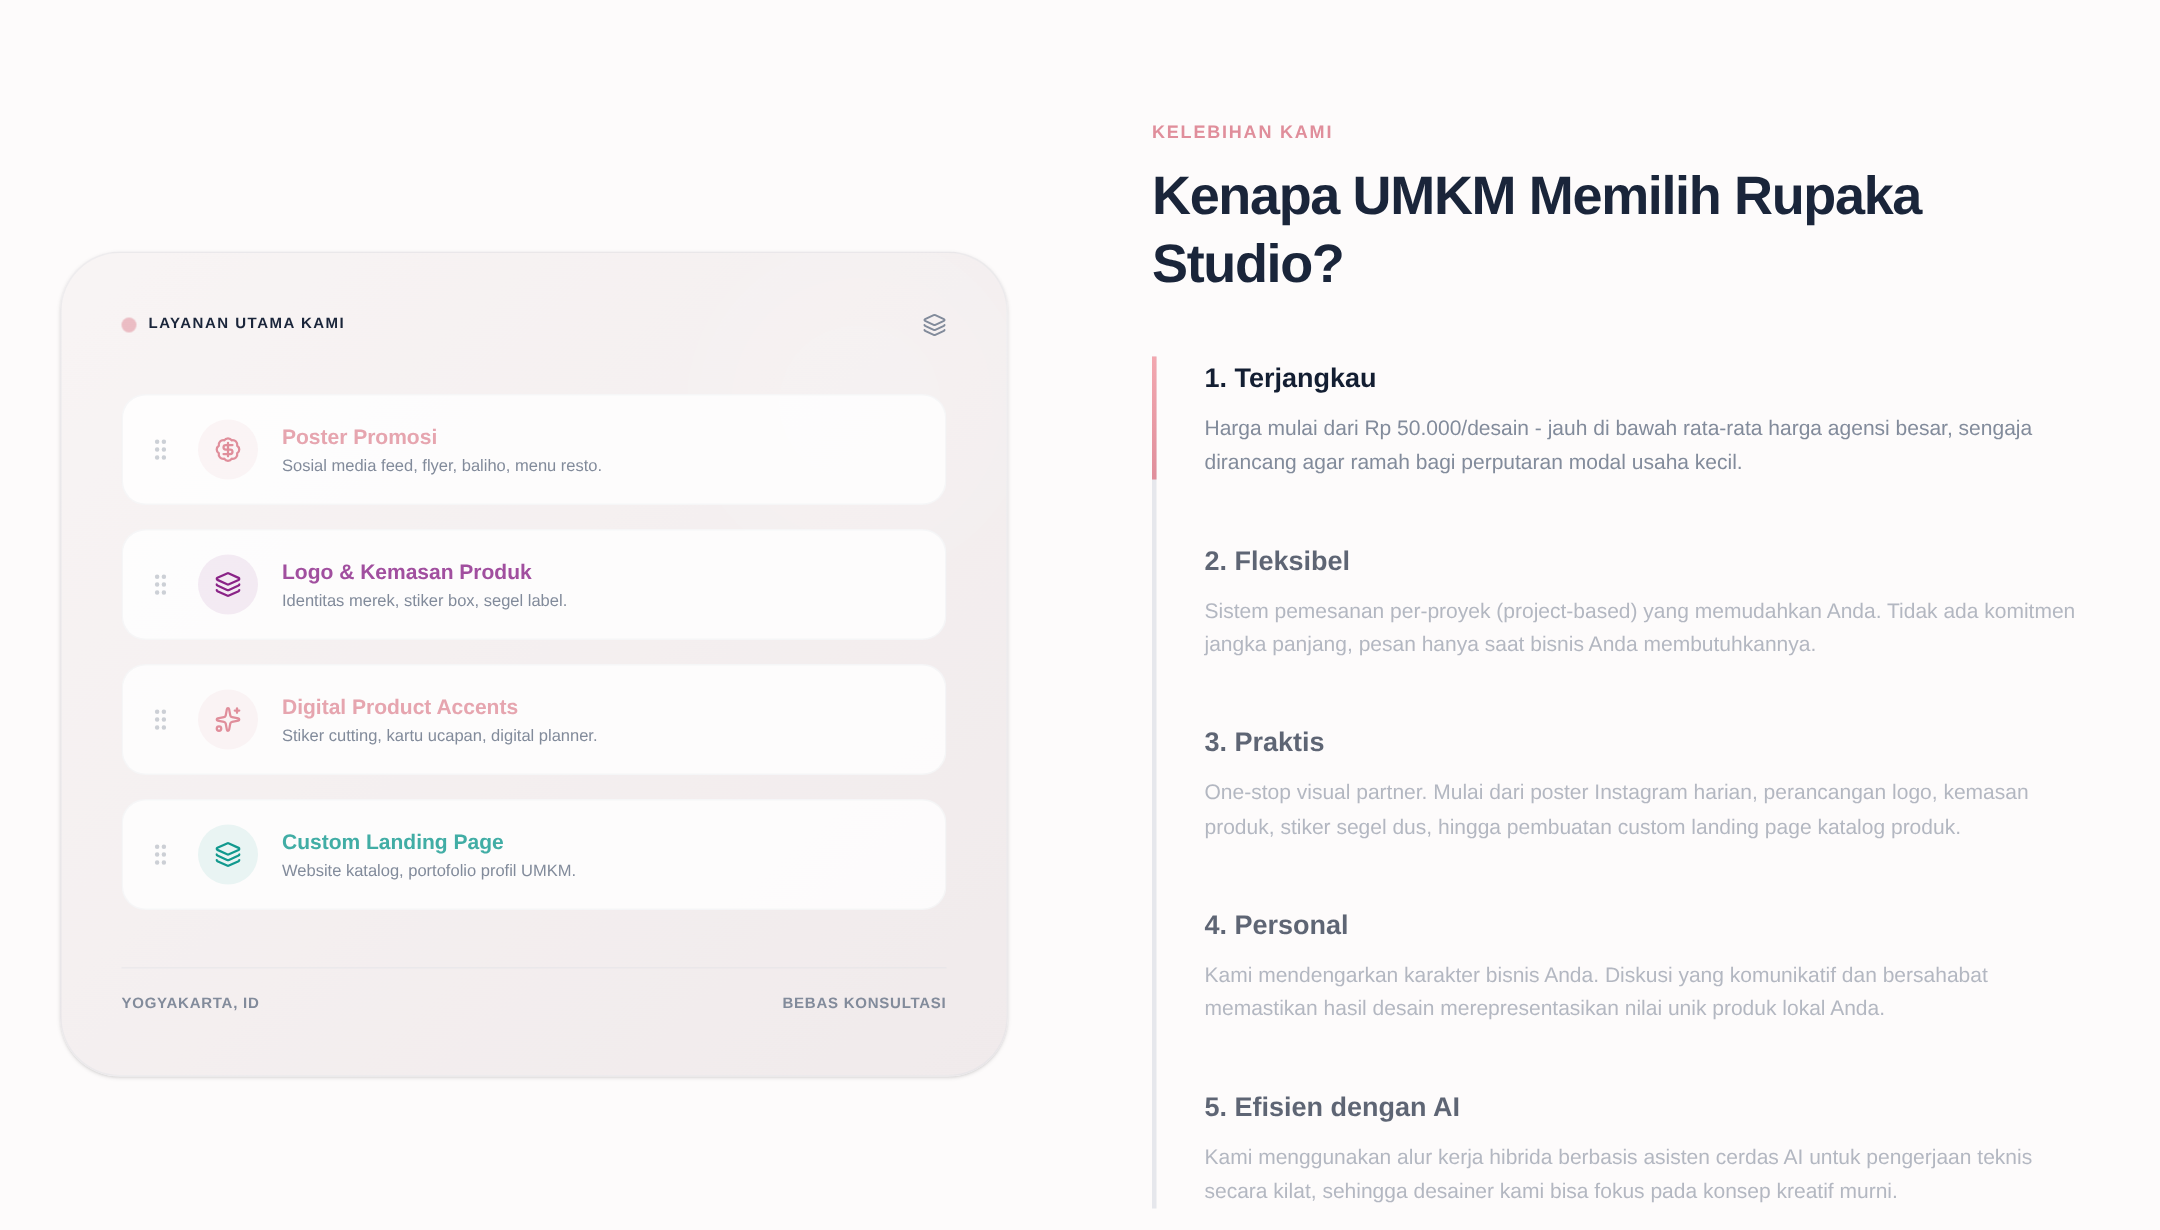 LAYANAN UTAMA KAMI
Poster Promosi
Sosial media feed, flyer, baliho, menu resto.
Logo & Kemasan Produk
Identitas merek, stiker box, segel label.
Digital Product Accents
Stiker cutting, kartu ucapan, digital planner.
Custom Landing Page
Website katalog, portofolio profil UMKM.
YOGYAKARTA, ID
BEBAS KONSULTASI
KELEBIHAN KAMI
Kenapa UMKM Memilih Rupaka
Studio?
1. Terjangkau
Harga mulai dari Rp 50.000/desain - jauh di bawah rata-rata harga agensi besar, sengaja
dirancang agar ramah bagi perputaran modal usaha kecil.
2. Fleksibel
Sistem pemesanan per-proyek (project-based) yang memudahkan Anda. Tidak ada komitmen
jangka panjang, pesan hanya saat bisnis Anda membutuhkannya.
3. Praktis
One-stop visual partner. Mulai dari poster Instagram harian, perancangan logo, kemasan
produk, stiker segel dus, hingga pembuatan custom landing page katalog produk.
4. Personal
Kami mendengarkan karakter bisnis Anda. Diskusi yang komunikatif dan bersahabat
memastikan hasil desain merepresentasikan nilai unik produk lokal Anda.
5. Efisien dengan AI
Kami menggunakan alur kerja hibrida berbasis asisten cerdas AI untuk pengerjaan teknis
secara kilat, sehingga desainer kami bisa fokus pada konsep kreatif murni.